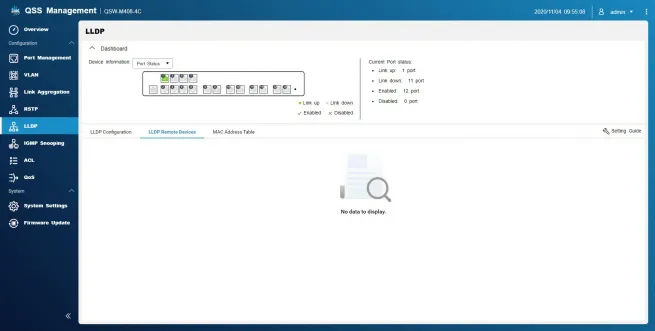 QSS Management | QSW-M408-4C
2020/11/04 09:55:08
admin
Overview
Configuration
Port Management
VLAN
Link Aggregation
RSTP
LLDP
IGMP Snooping
ACL
QoS
System
System Settings
Firmware Update
LLDP
Dashboard
Device Information:
Port Status
Link up
Link down
Enabled
Disabled
Current Port status:
Link up: 1 port
Link down: 11 port
Enabled: 12 port
Disabled: 0 port
LLDP Configuration
LLDP Remote Devices
MAC Address Table
Setting Guide
No data to display.